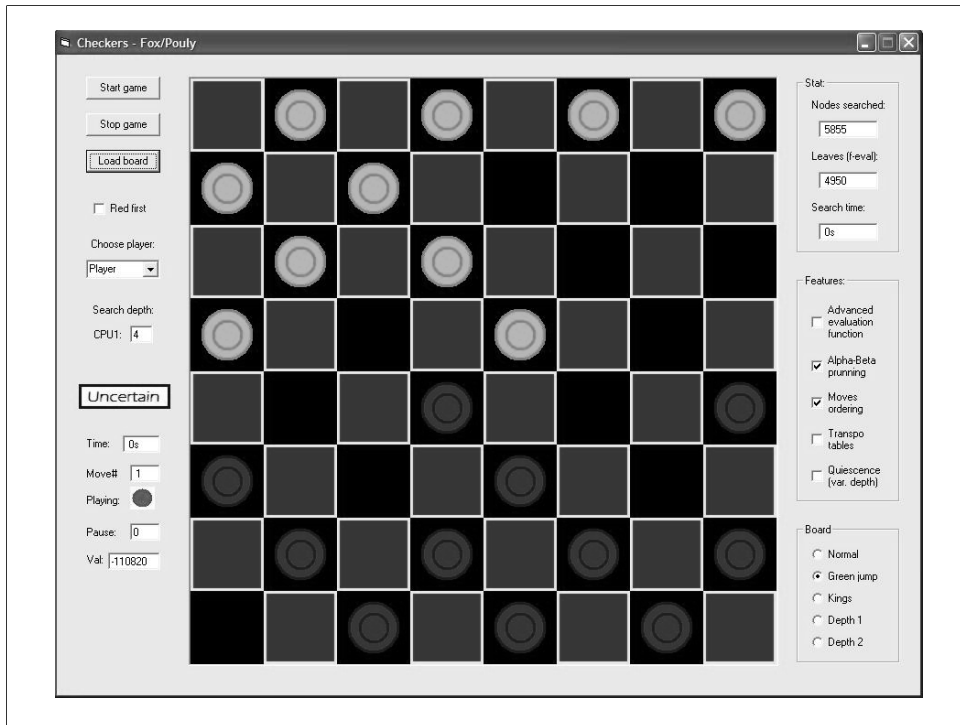 Checkers - Fox/Pouly
Start game
Stop game
Load board
Red first
Choose player:
Player
Search depth:
CPU1: 4
Uncertain
Time: 0s
Move# 1
Playing:
Pause: 0
Val: -110820
Stat:
Nodes searched:
5855
Leaves (f-eval):
4950
Search time:
0s
Features:
Advanced
evaluation
function
Alpha-Beta
prunning
Moves
ordering
Transpo
tables
Quiescence
(var. depth)
Board
Normal
Green jump
Kings
Depth 1
Depth 2